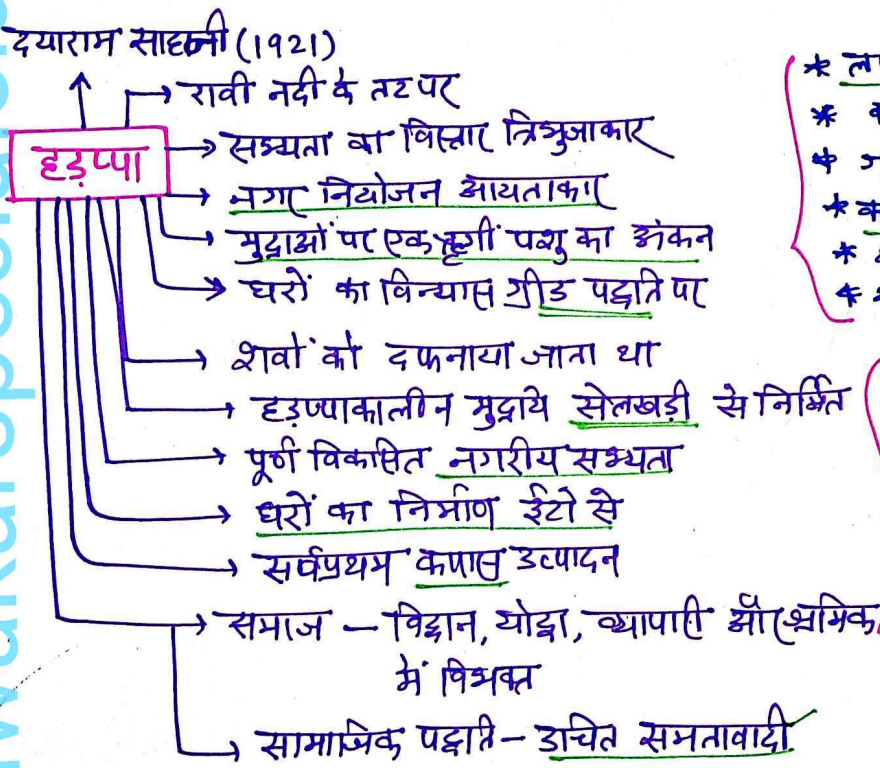 दयाराम साहनी (1921)
रावी नदी के तट पर
हड़प्पा
सभ्यता का विस्तार त्रिभुजाकार
नगर नियोजन आयताकार
मुद्राओं पर एक श्रृगीं पशु का अंकन
घरों का विन्यास ग्रीड पद्धति पर
शवों को दफनाया जाता था
हड़प्पाकालीन मुद्राये सेलखड़ी से निर्मित
पूर्ण विकसित नगरीय सभ्यता
घरों का निर्माण ईटो से
सर्वप्रथम कपास उत्पादन
समाज – विद्वान, योद्धा, व्यापारी और श्रमिक
में विभक्त
सामाजिक पद्धति – उचित समतावादी